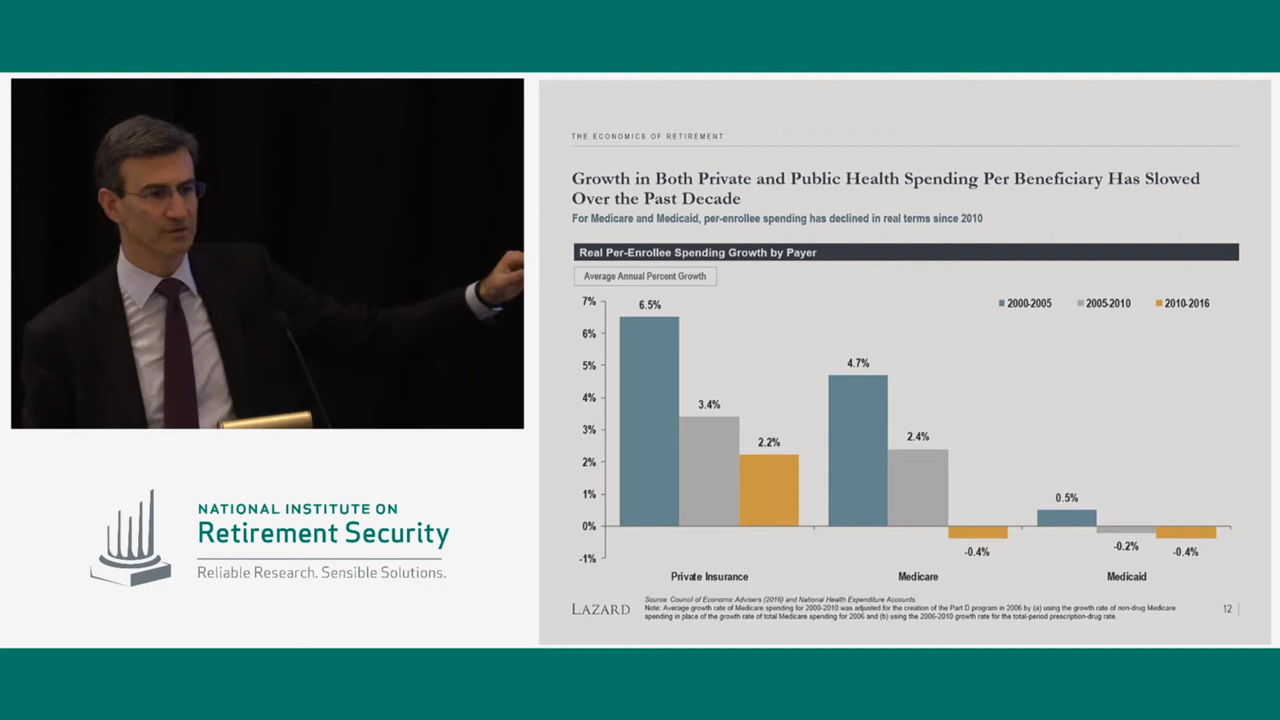 THE ECONOMICS OF RETIREMENT
Growth in Both Private and Public Health Spending Per Beneficiary Has Slowed
Over the Past Decade
For Medicare and Medicaid, per-enrollee spending has declined in real terms since 2010
Real Per-Enrollee Spending Growth by Payer
Average Annual Percent Growth
2000-2005 2005-2010 2010-2016
7%
6%
5%
4%
3%
2%
1%
0%
-1%
6.5%
3.4%
2.2%
4.7%
2.4%
-0.4%
0.5%
-0.2%
-0.4%
Private Insurance Medicare Medicaid
LAZARD
Source: Council of Economic Advisers (2016) and National Health Expenditure Accounts.
Note: Average growth rate of Medicare spending for 2000-2010 was adjusted for the creation of the Part D program in 2006 by (a) using the growth rate of non-drug Medicare
spending in place of the growth rate of total Medicare spending for 2006 and (b) using the 2006-2010 growth rate for the total-period prescription-drug rate.
12
NATIONAL INSTITUTE ON
Retirement Security
Reliable Research. Sensible Solutions.